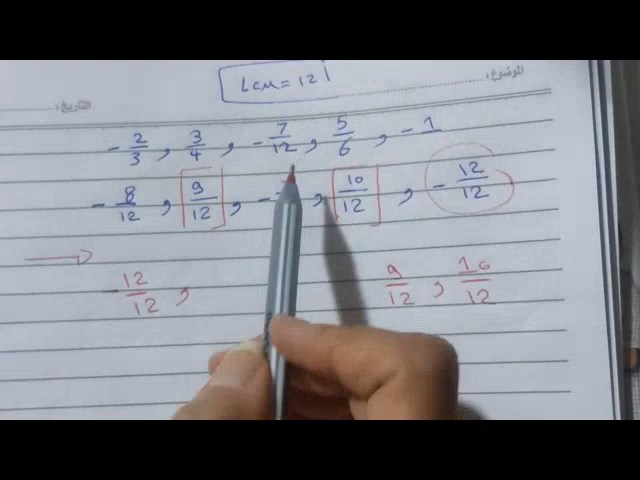 الموضوع:
التاريخ:
Lcm = 12
- 2/3 , 3/4 , - 7/12 , 5/6 , - 1
- 8/12 , 9/12 , - , 10/12 , - 12/12
- 12/12 , 9/12 , 10/12